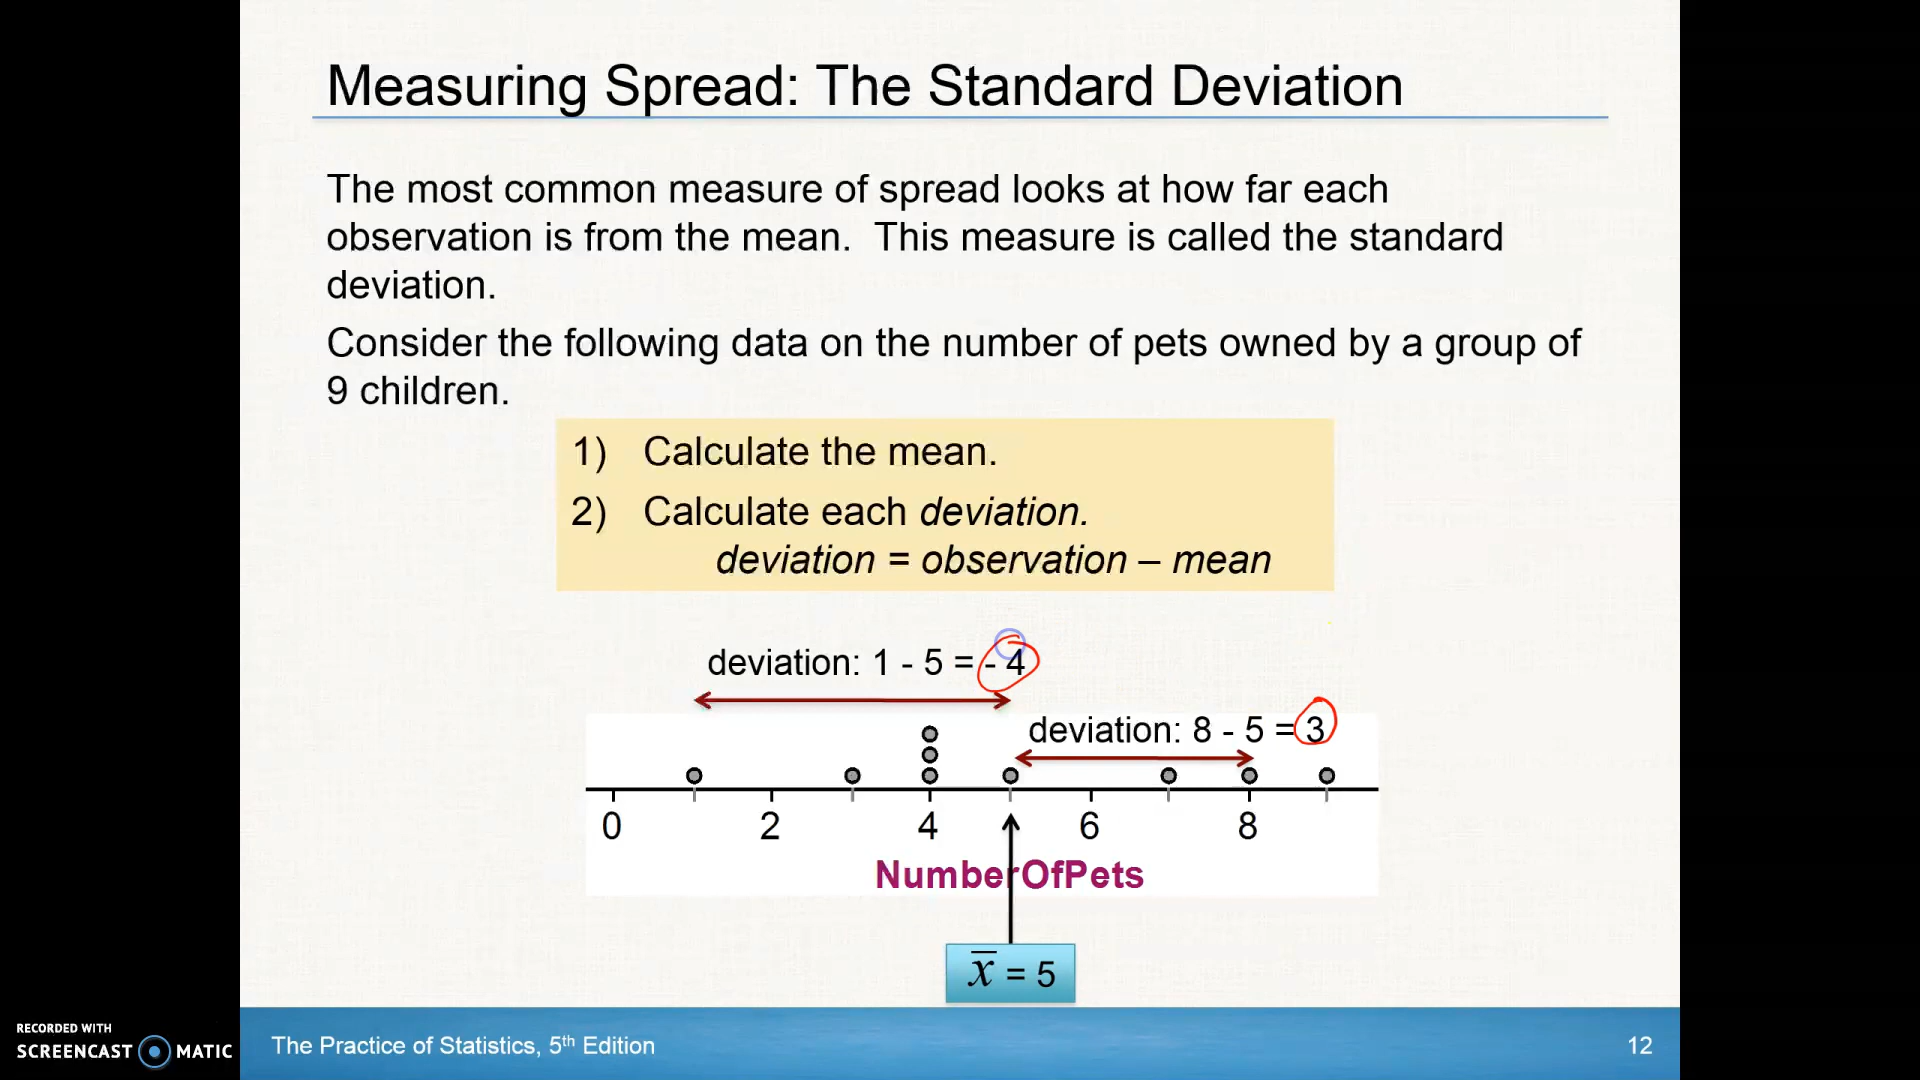 Measuring Spread: The Standard Deviation
The most common measure of spread looks at how far each
observation is from the mean.  This measure is called the standard
deviation.
Consider the following data on the number of pets owned by a group of
9 children.
1) Calculate the mean.
2) Calculate each deviation.
deviation = observation – mean
deviation: 1 - 5 = - 4
deviation: 8 - 5 = 3
0 2 4 6 8
NumberOfPets
x̅ = 5
RECORDED WITH
SCREENCAST MATIC
The Practice of Statistics, 5th Edition
12